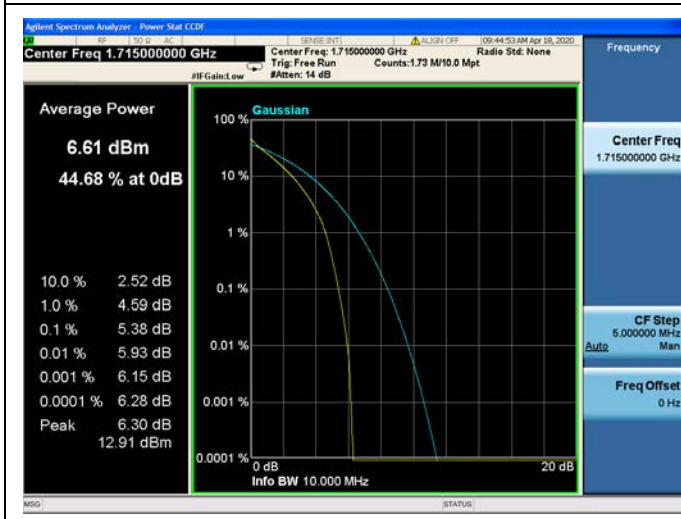 Agilent Spectrum Analyzer - Power Stat CCDF
RF 50 Ω AC SENSE:INT ALIGN OFF 09:44:53 AM Apr 18, 2020
Center Freq 1.715000000 GHz
Center Freq: 1.715000000 GHz Radio Std: None
Trig: Free Run Counts:1.73 M/10.0 Mpt
#IFGain:Low #Atten: 14 dB
Frequency
Average Power
6.61 dBm
44.68 % at 0dB
10.0 % 2.52 dB
1.0 % 4.59 dB
0.1 % 5.38 dB
0.01 % 5.93 dB
0.001 % 6.15 dB
0.0001 % 6.28 dB
Peak 6.30 dB
12.91 dBm
Gaussian
100 %
10 %
1 %
0.1 %
0.01 %
0.001 %
0.0001 %
0 dB 20 dB
Info BW 10.000 MHz
Center Freq
1.715000000 GHz
CF Step
5.000000 MHz
Auto Man
Freq Offset
0 Hz
MSG STATUS